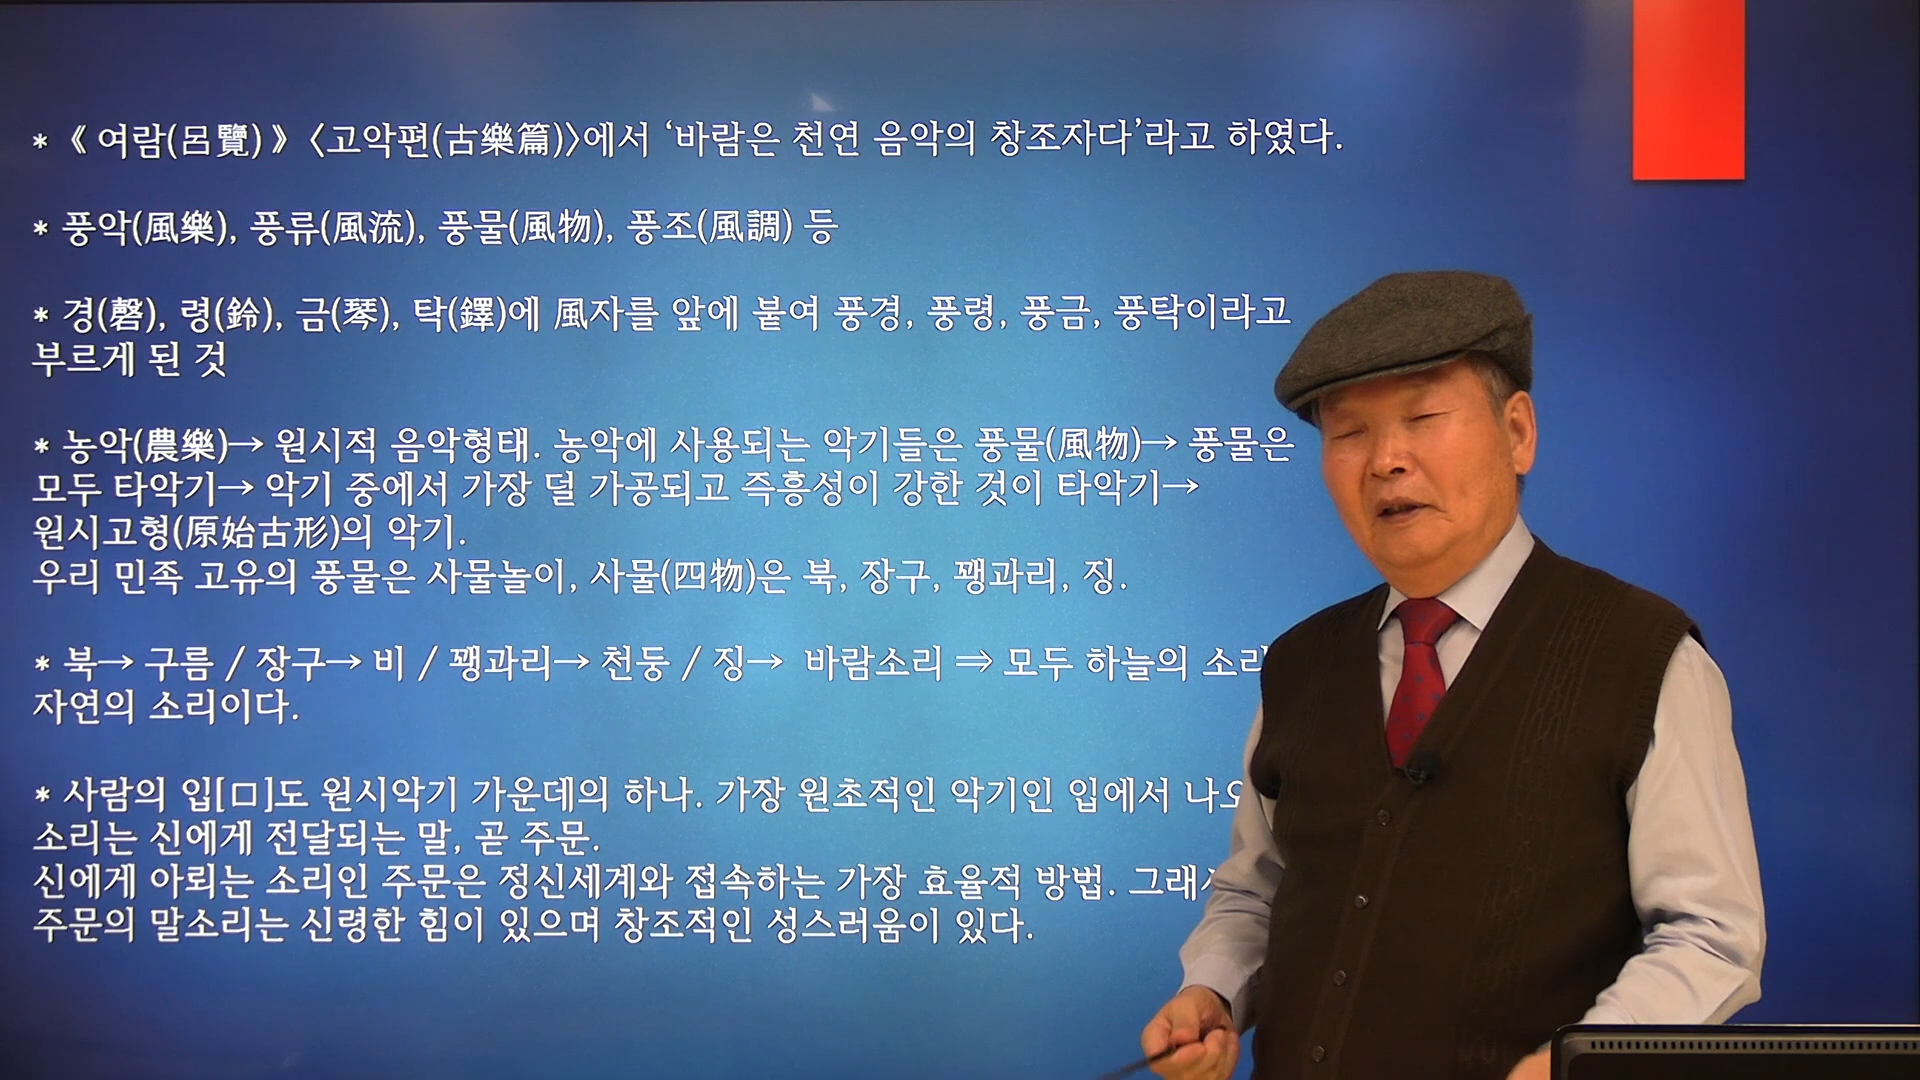 * 《 여람(呂覽) 》 〈고악편(古樂篇)〉에서 ‘바람은 천연 음악의 창조자다’라고 하였다.
* 풍악(風樂), 풍류(風流), 풍물(風物), 풍조(風調) 등
* 경(磬), 령(鈴), 금(琴), 탁(鐸)에 風자를 앞에 붙여 풍경, 풍령, 풍금, 풍탁이라고
부르게 된 것
* 농악(農樂)→ 원시적 음악형태. 농악에 사용되는 악기들은 풍물(風物)→ 풍물은
모두 타악기→ 악기 중에서 가장 덜 가공되고 즉흥성이 강한 것이 타악기→
원시고형(原始古形)의 악기.
우리 민족 고유의 풍물은 사물놀이, 사물(四物)은 북, 장구, 꽹과리, 징.
* 북→ 구름 / 장구→ 비 / 꽹과리→ 천둥 / 징→ 바람소리 ⇒ 모두 하늘의 소리
자연의 소리이다.
* 사람의 입[口]도 원시악기 가운데의 하나. 가장 원초적인 악기인 입에서
소리는 신에게 전달되는 말, 곧 주문.
신에게 아뢰는 소리인 주문은 정신세계와 접속하는 가장 효율적 방법.
주문의 말소리는 신령한 힘이 있으며 창조적인 성스러움이 있다.